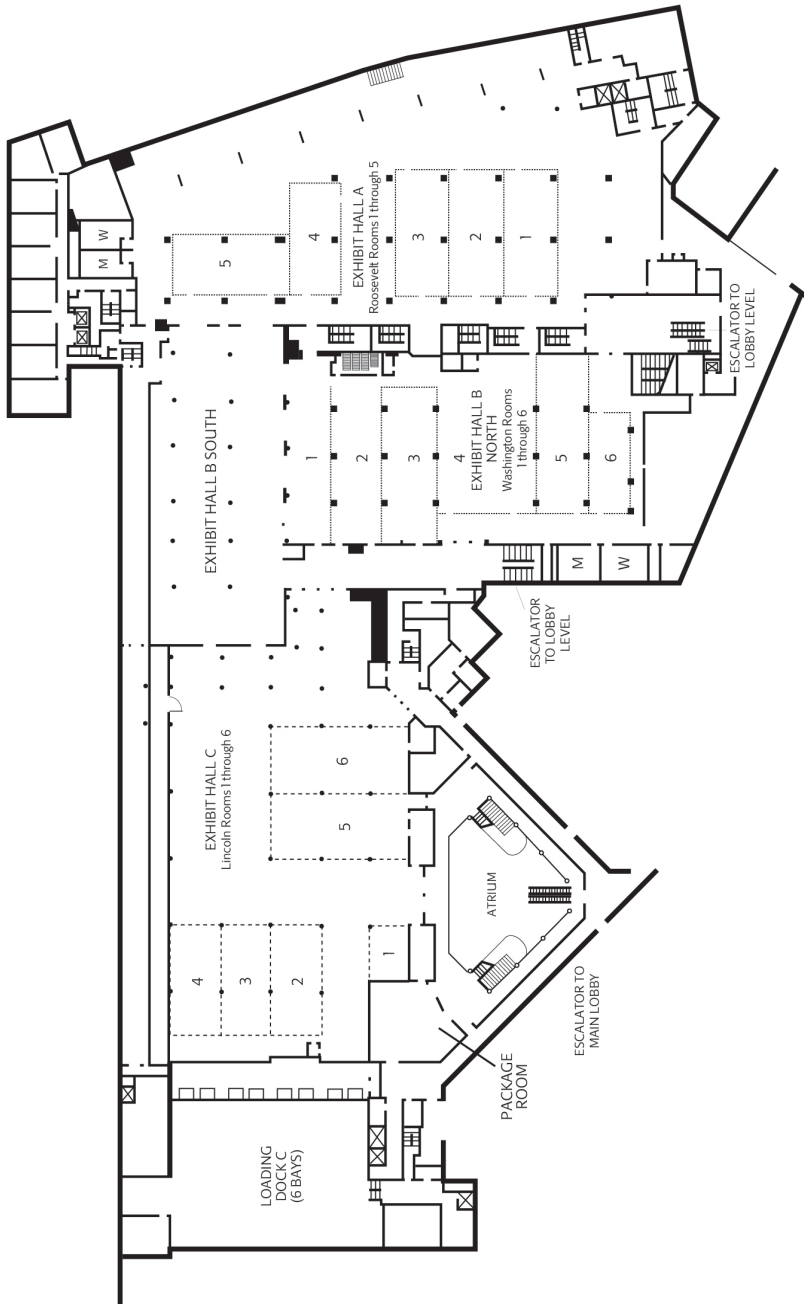 LOADING
DOCK C
(6 BAYS)
PACKAGE
ROOM
EXHIBIT HALL C
Lincoln Rooms 1 through 6
4
3
2
1
5
6
ATRIUM
ESCALATOR TO
MAIN LOBBY
EXHIBIT HALL B SOUTH
ESCALATOR
TO LOBBY
LEVEL
M
W
EXHIBIT HALL B
NORTH
Washington Rooms
1 through 6
1
2
3
4
5
6
M
W
EXHIBIT HALL A
Roosevelt Rooms 1 through 5
5
4
3
2
1
ESCALATOR TO
LOBBY LEVEL